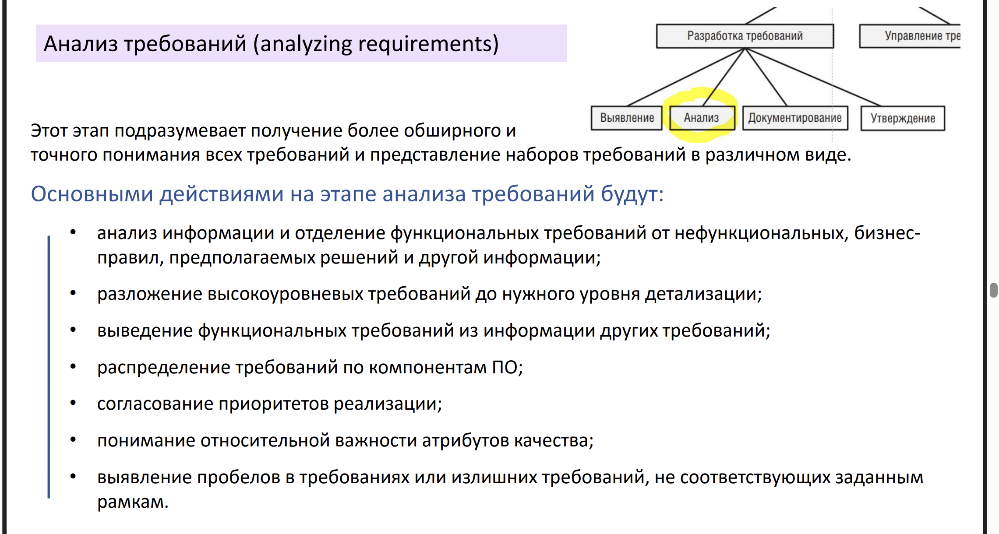 Анализ требований (analyzing requirements)
Разработка требований
Управление тре
Выявление
Анализ
Документирование
Утверждение
Этот этап подразумевает получение более обширного и
точного понимания всех требований и представление наборов требований в различном виде.
Основными действиями на этапе анализа требований будут:
• анализ информации и отделение функциональных требований от нефункциональных, бизнес-
правил, предполагаемых решений и другой информации;
• разложение высокоуровневых требований до нужного уровня детализации;
• выведение функциональных требований из информации других требований;
• распределение требований по компонентам ПО;
• согласование приоритетов реализации;
• понимание относительной важности атрибутов качества;
• выявление пробелов в требованиях или излишних требований, не соответствующих заданным
рамкам.